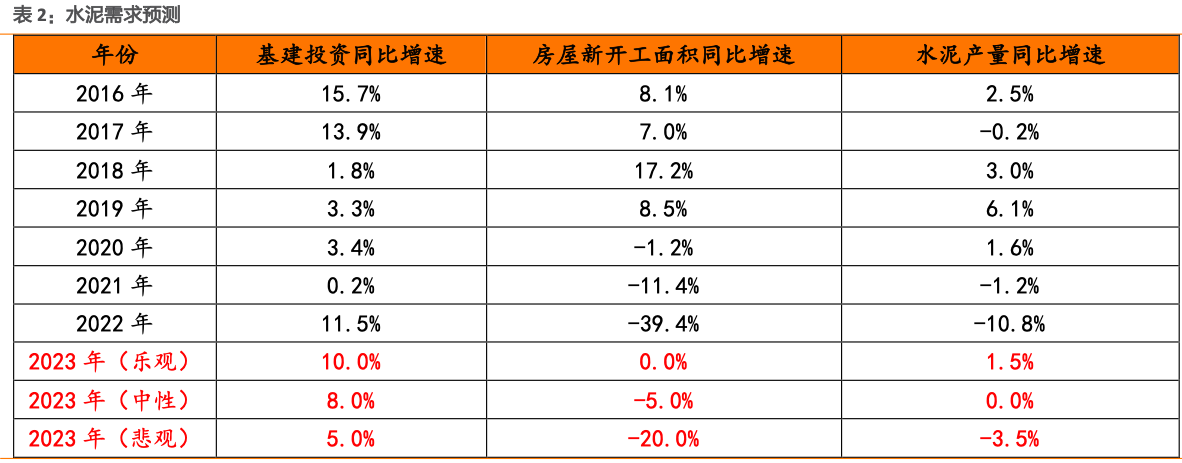 表 2：水泥需求预测
年份 基建投资同比增速 房屋新开工面积同比增速 水泥产量同比增速
2016 年 15.7% 8.1% 2.5%
2017 年 13.9% 7.0% -0.2%
2018 年 1.8% 17.2% 3.0%
2019 年 3.3% 8.5% 6.1%
2020 年 3.4% -1.2% 1.6%
2021 年 0.2% -11.4% -1.2%
2022 年 11.5% -39.4% -10.8%
2023 年（乐观） 10.0% 0.0% 1.5%
2023 年（中性） 8.0% -5.0% 0.0%
2023 年（悲观） 5.0% -20.0% -3.5%